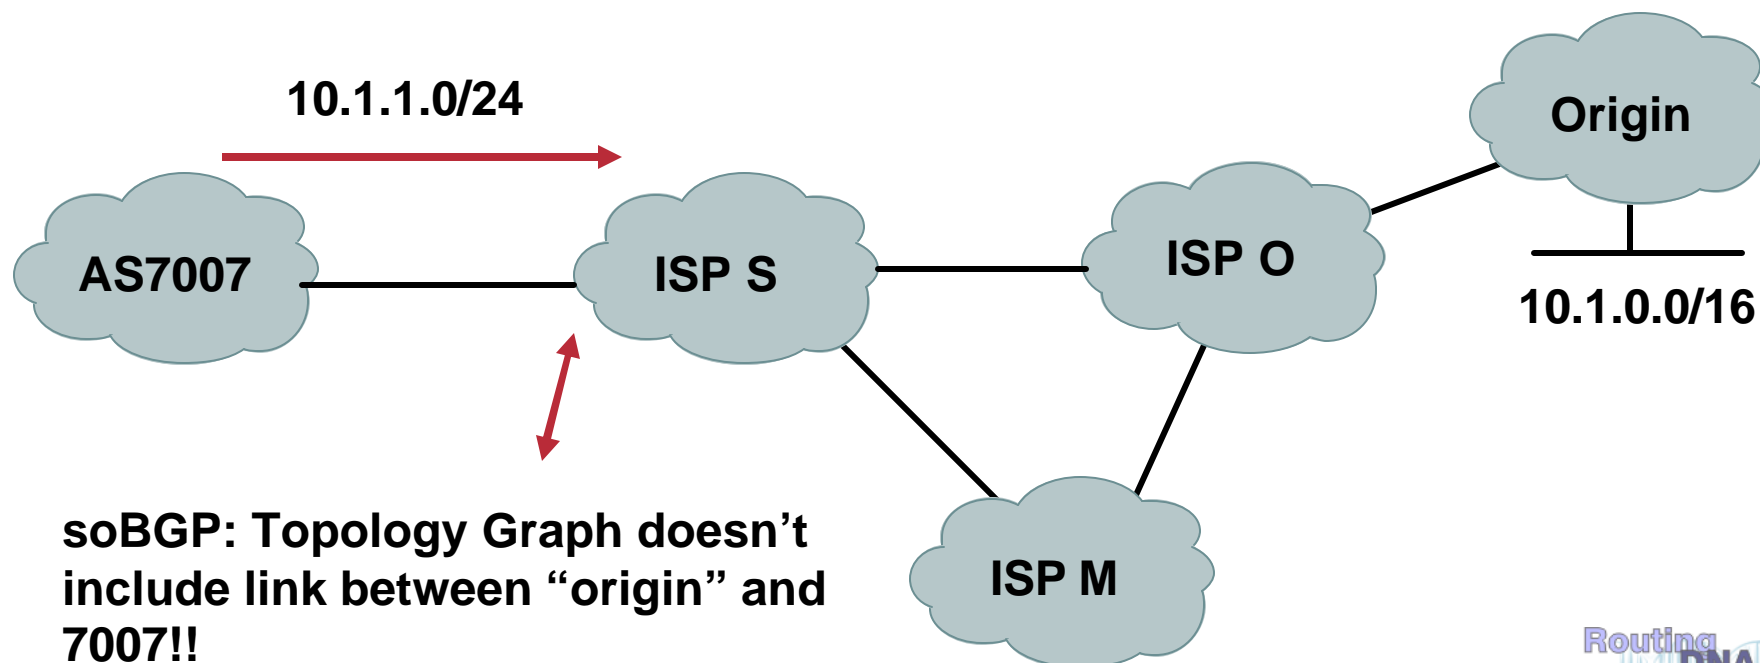 10.1.1.0/24
Origin
AS7007
ISP S
ISP O
10.1.0.0/16
soBGP: Topology Graph doesn’t
include link between “origin” and
7007!!
ISP M
Routing
DNA